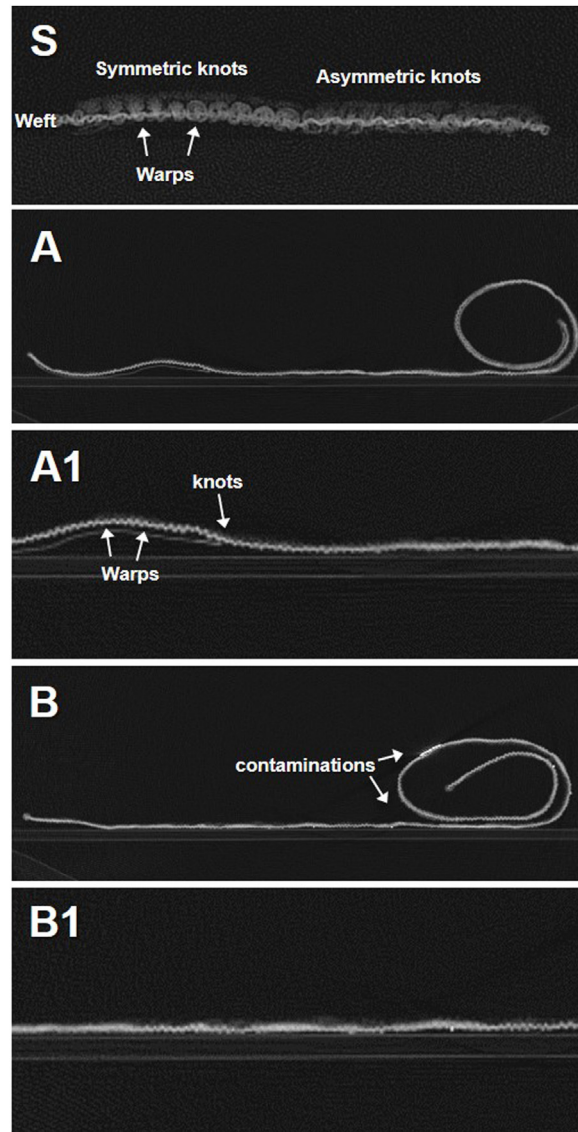 S
Symmetric knots
Asymmetric knots
Weft
Warps
A
A1
knots
Warps
B
contaminations
B1